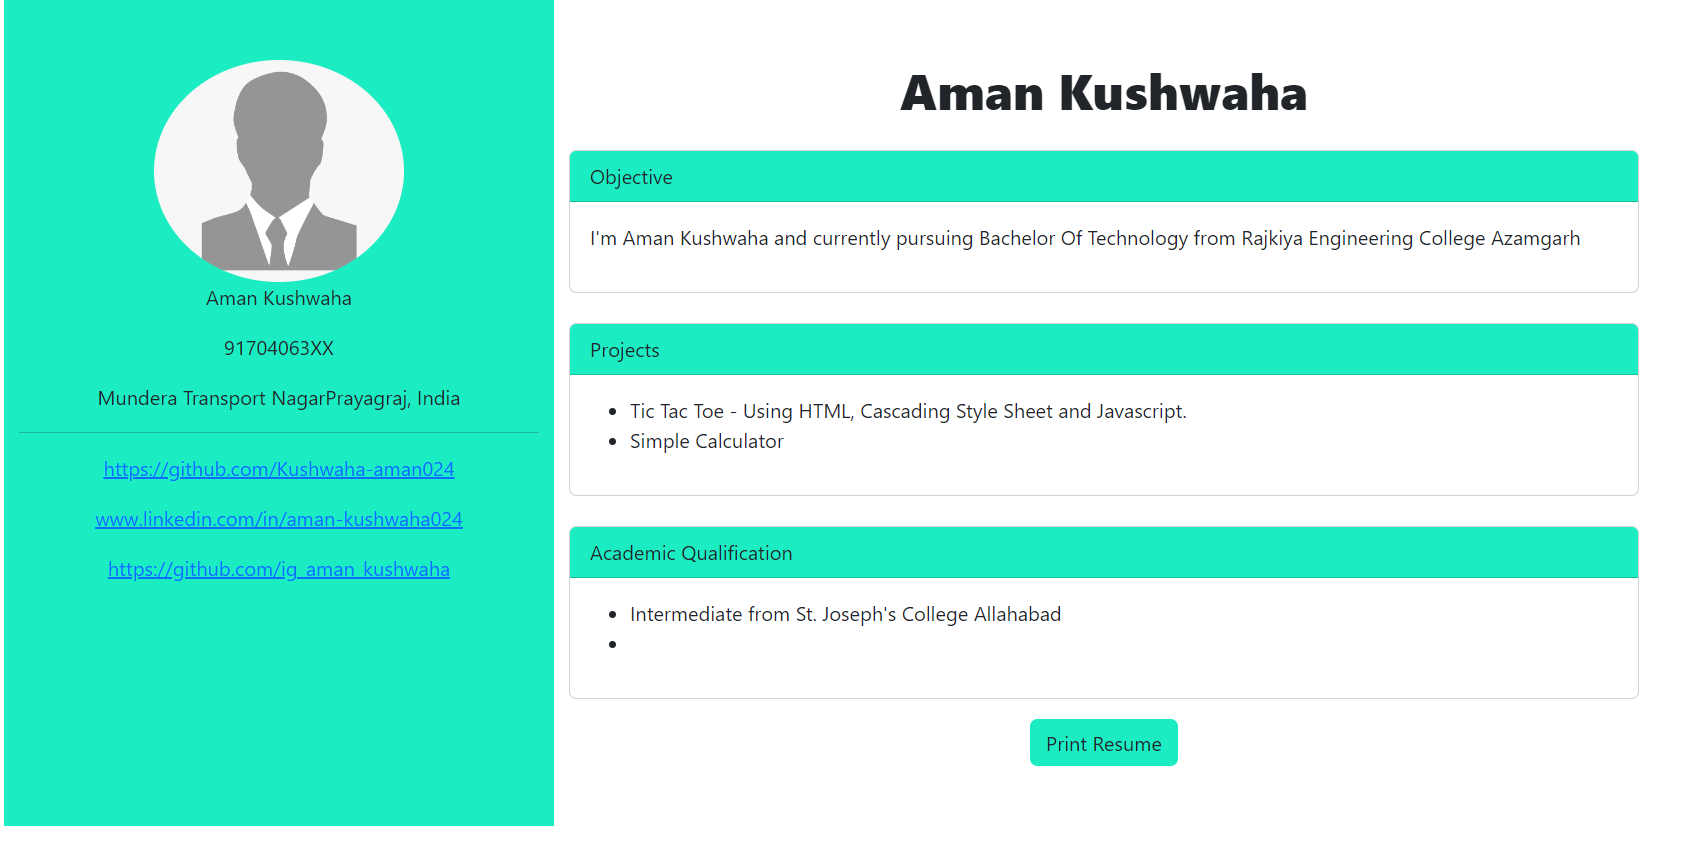 Aman Kushwaha
91704063XX
Mundera Transport NagarPrayagraj, India
https://github.com/Kushwaha-aman024
www.linkedin.com/in/aman-kushwaha024
https://github.com/ig_aman_kushwaha
Aman Kushwaha
Objective
I'm Aman Kushwaha and currently pursuing Bachelor Of Technology from Rajkiya Engineering College Azamgarh
Projects
• Tic Tac Toe - Using HTML, Cascading Style Sheet and Javascript.
• Simple Calculator
Academic Qualification
• Intermediate from St. Joseph's College Allahabad
•
Print Resume